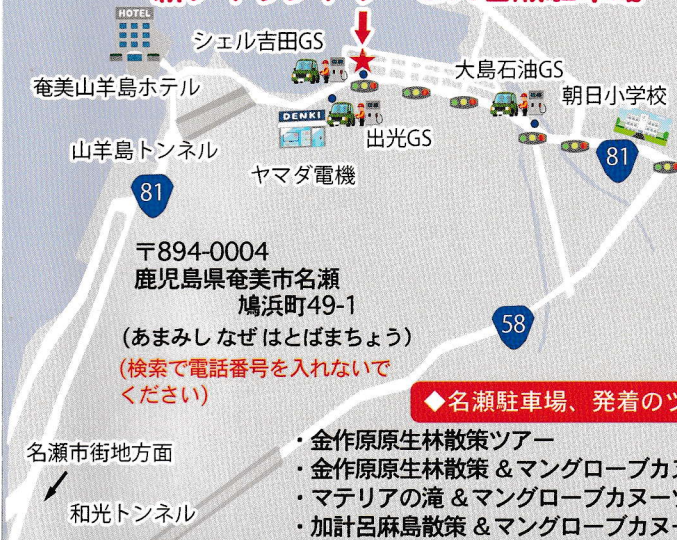 HOTEL
シェル吉田GS
大島石油GS
奄美山羊島ホテル
朝日小学校
DENKI
出光GS
山羊島トンネル
ヤマダ電機
81
81
〒894-0004
鹿児島県奄美市名瀬
鳩浜町49-1
(あまみし なぜ はとばまちょう)
58
(検索で電話番号を入れないで
ください)
◆名瀬駐車場、発着の
・金作原原生林散策ツアー
・金作原原生林散策 &マングローブカ
名瀬市街地方面
・マテリアの滝 &マングローブカヌー
和光トンネル
・加計呂麻島散策 &マングローブカヌー